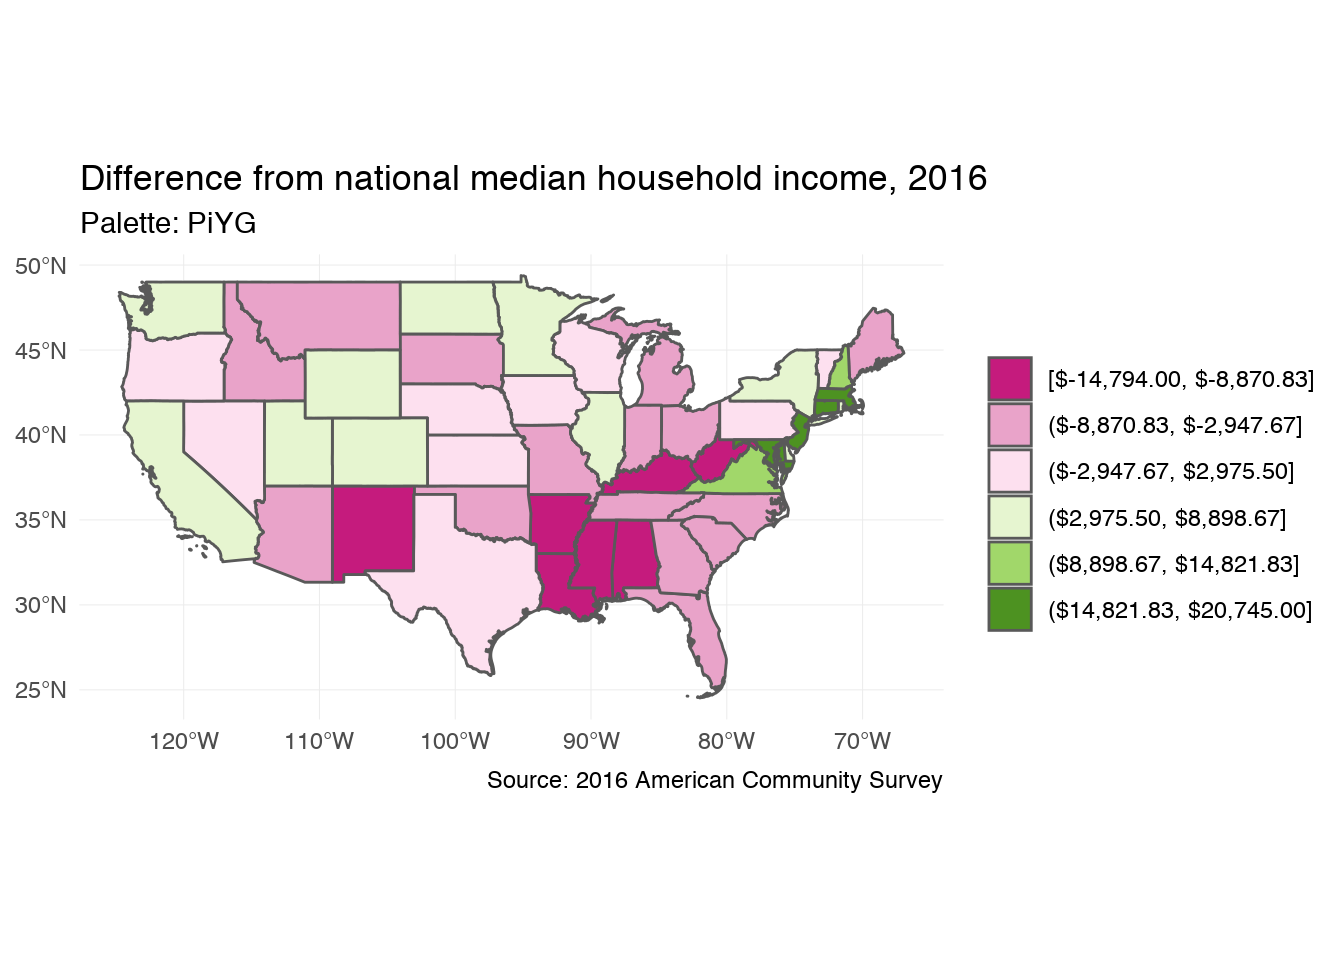 Difference from national median household income, 2016
Palette: PiYG
50°N
45°N
40°N
35°N
30°N
25°N
120°W 110°W 100°W 90°W 80°W 70°W
Source: 2016 American Community Survey
[$-14,794.00, $-8,870.83]
($-8,870.83, $-2,947.67]
($-2,947.67, $2,975.50]
($2,975.50, $8,898.67]
($8,898.67, $14,821.83]
($14,821.83, $20,745.00]